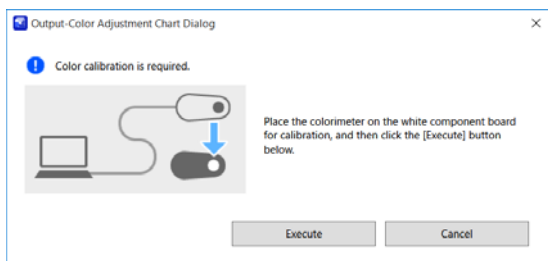 Output-Color Adjustment Chart Dialog
Color calibration is required.
Place the colorimeter on the white component board
for calibration, and then click the [Execute] button
below.
Execute
Cancel